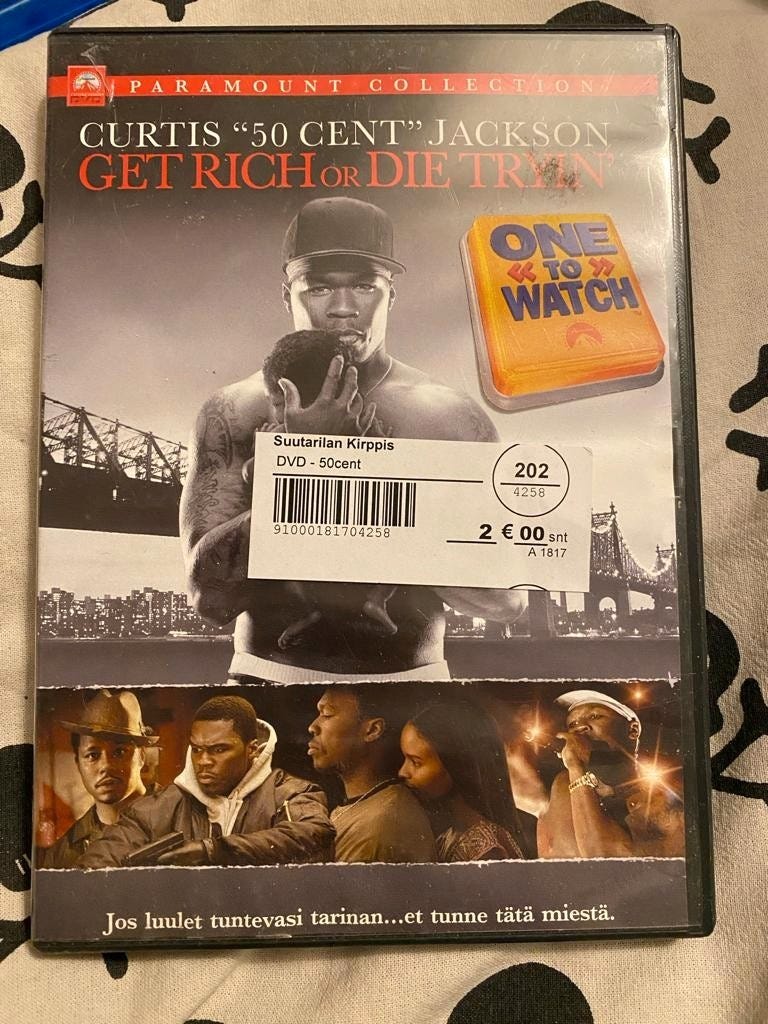 PARAMOUNT COLLECTION
DVD
CURTIS “50 CENT” JACKSON
GET RICH OR DIE TRYIN'
ONE
<< TO >>
WATCH
Suutarilan Kirppis
DVD - 50cent
202
4258
91000181704258
2 € 00 snt
A 1817
Jos luulet tuntevasi tarinan...et tunne tätä miestä.